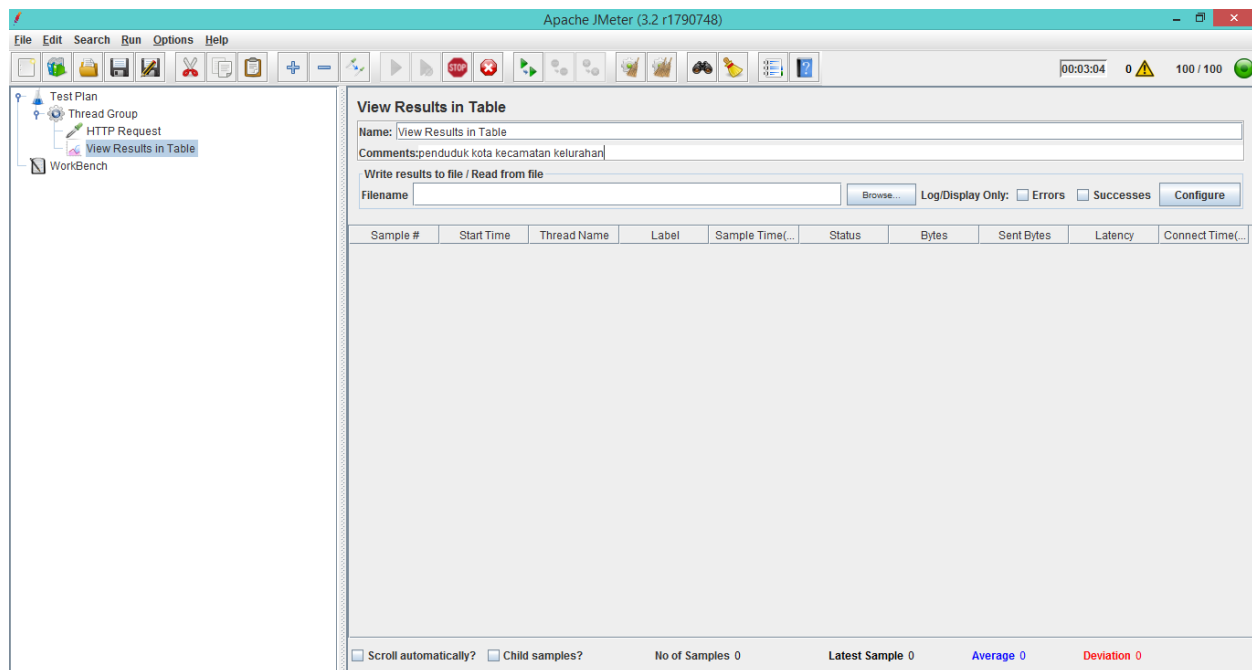 Apache JMeter (3.2 r1790748)
File Edit Search Run Options Help
STOP
00:03:04 0 100 / 100
Test Plan
Thread Group
HTTP Request
View Results in Table
WorkBench
View Results in Table
Name: View Results in Table
Comments: penduduk kota kecamatan kelurahan
Write results to file / Read from file
Filename Browse... Log/Display Only: Errors Successes Configure
Sample # Start Time Thread Name Label Sample Time(... Status Bytes Sent Bytes Latency Connect Time(...
Scroll automatically? Child samples? No of Samples 0 Latest Sample 0 Average 0 Deviation 0